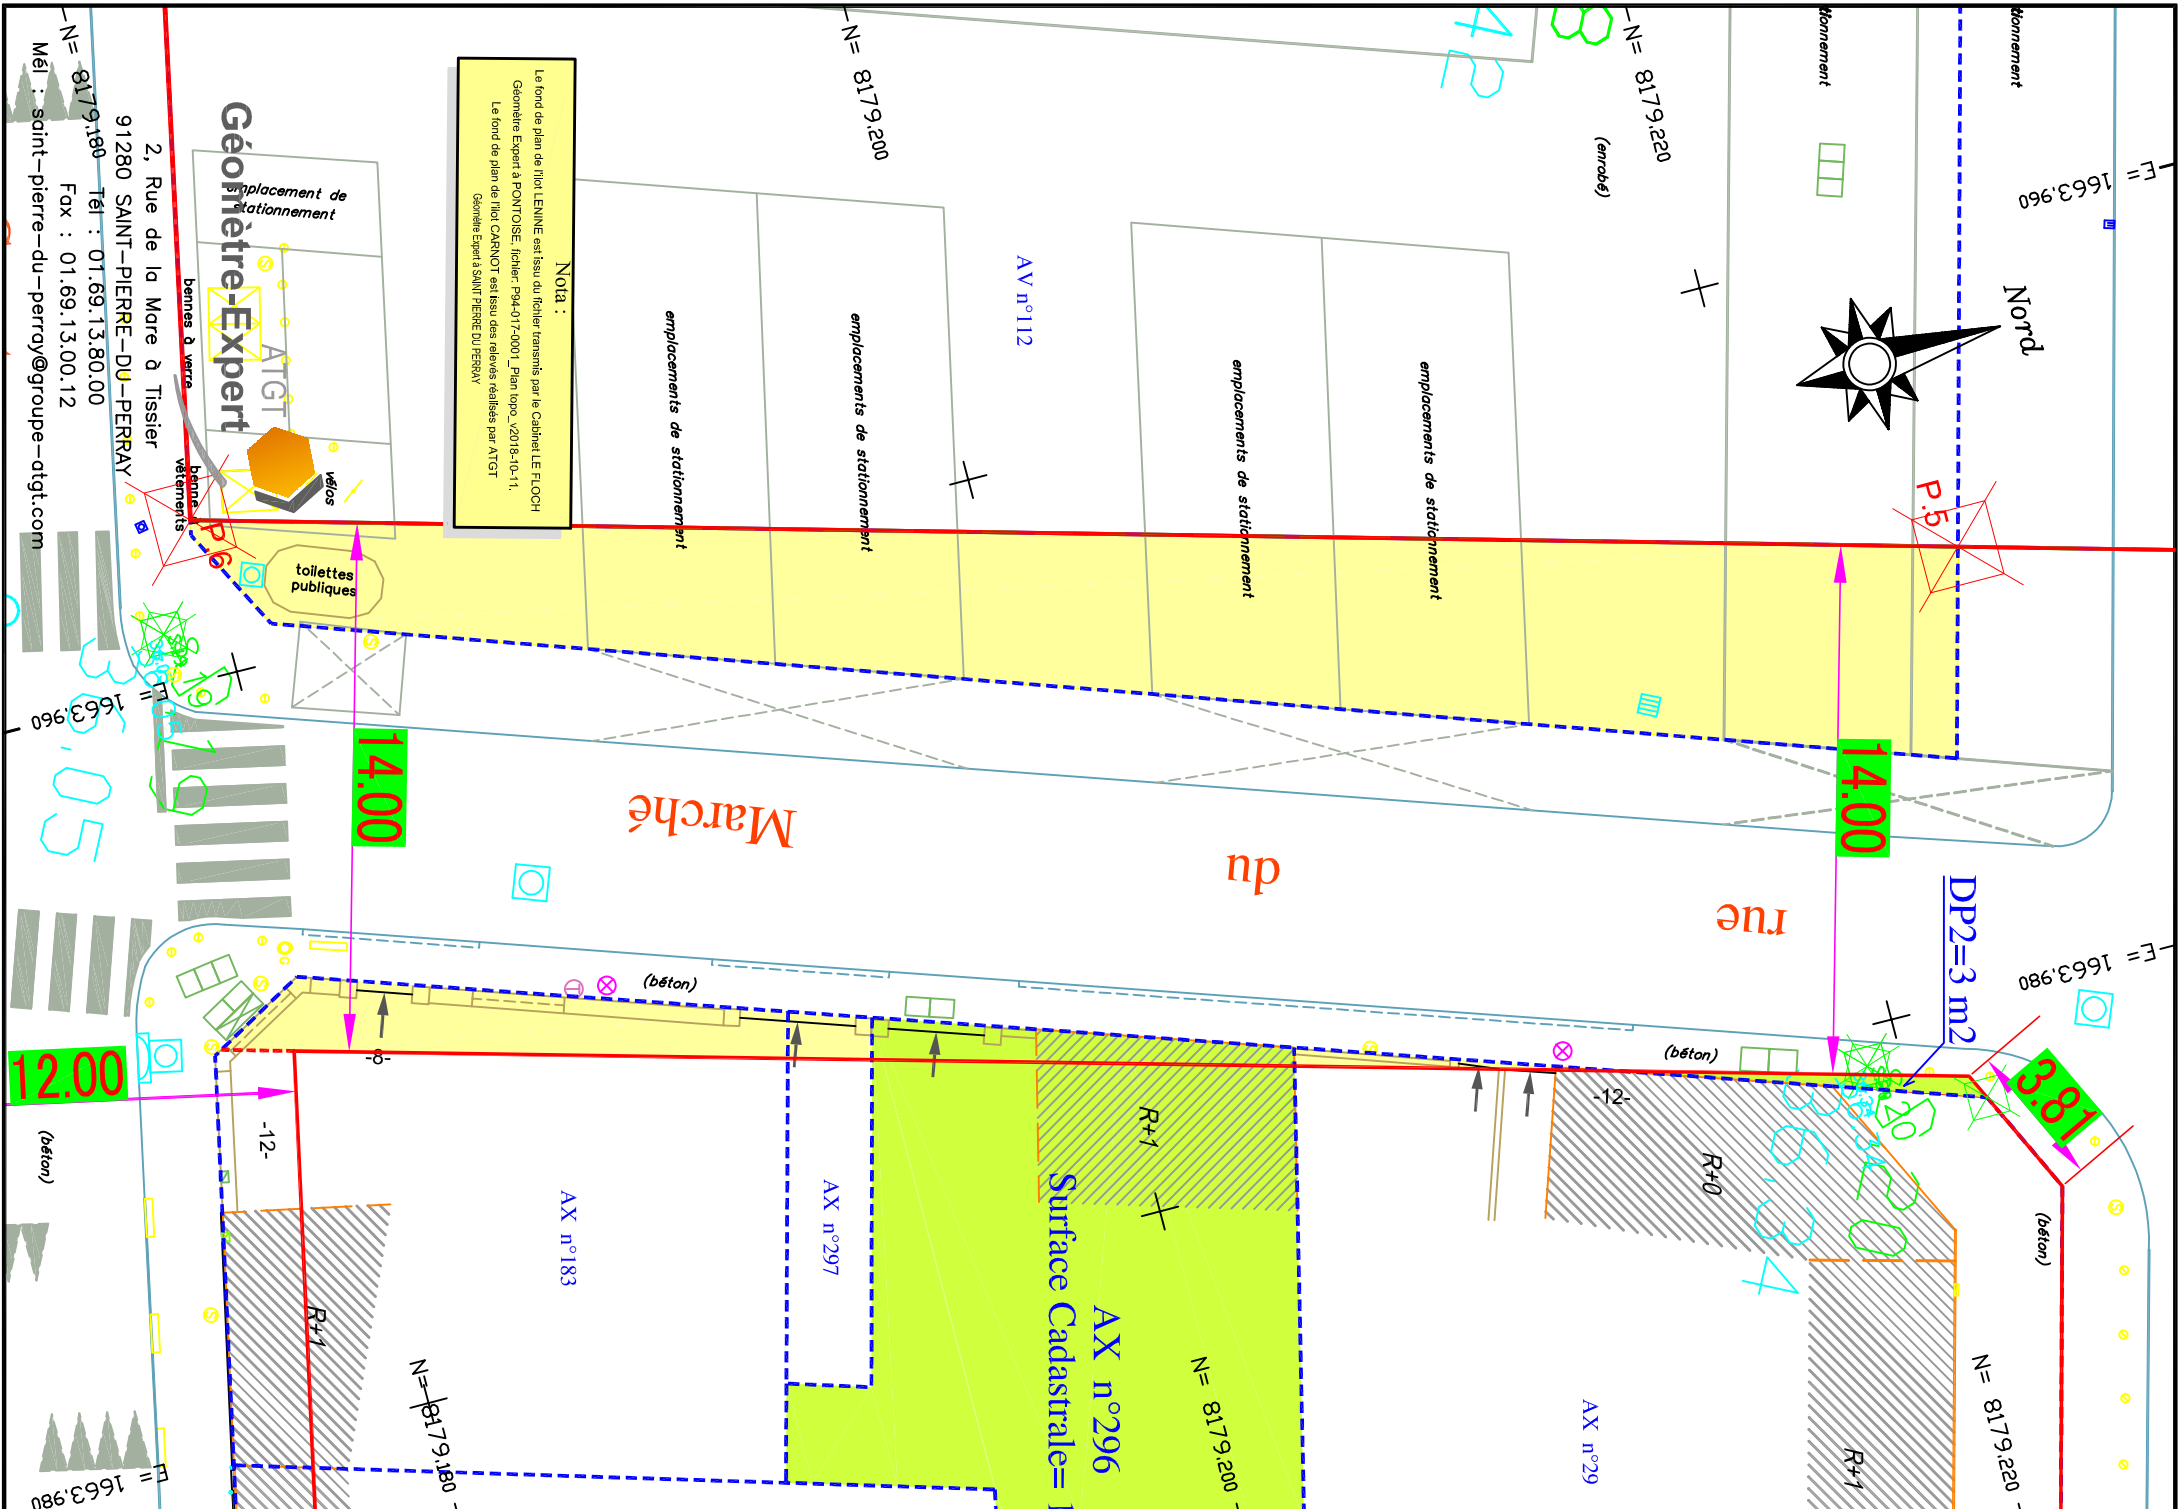 Géomètre-Expert
ATGT
2, Rue de la Mare à Tissier
91280 SAINT-PIERRE-DU-PERRAY
Tél : 01.69.13.80.00
Fax : 01.69.13.00.12
Mél : saint-pierre-du-perray@groupe-atgt.com
Nota :
Le fond de plan de l'îlot LENINE est issu du fichier transmis par le Cabinet LE FLOCH
Géomètre Expert à PONTOISE, fichier: P94-017-0001_Plan topo_v2018-10-11.
Le fond de plan de l'îlot CARNOT est issu des relevés réalisés par ATGT
Géomètre Expert à SAINT PIERRE DU PERRAY
N= 8179.180
N= 8179.200
N= 8179.220
E= 1663.960
E= 1663.960
E= 1663.980
E= 1663.980
N= 8179.180
N= 8179.200
N= 8179.220
Nord
tionnement
tionnement
(enrobé)
emplacement de
stationnement
bennes à verre
benne
vêtements
vélos
toilettes
publiques
emplacements de stationnement
emplacements de stationnement
emplacements de stationnement
emplacements de stationnement
AV n°112
P.5
P.6
14.00
14.00
12.00
3.81
rue
du
Marché
DP2=3 m2
(béton)
(béton)
(béton)
(béton)
-8-
-12-
-12-
R+1
R+1
R+0
R+1
AX n°183
AX n°297
AX n°296
Surface Cadastrale=
AX n°29